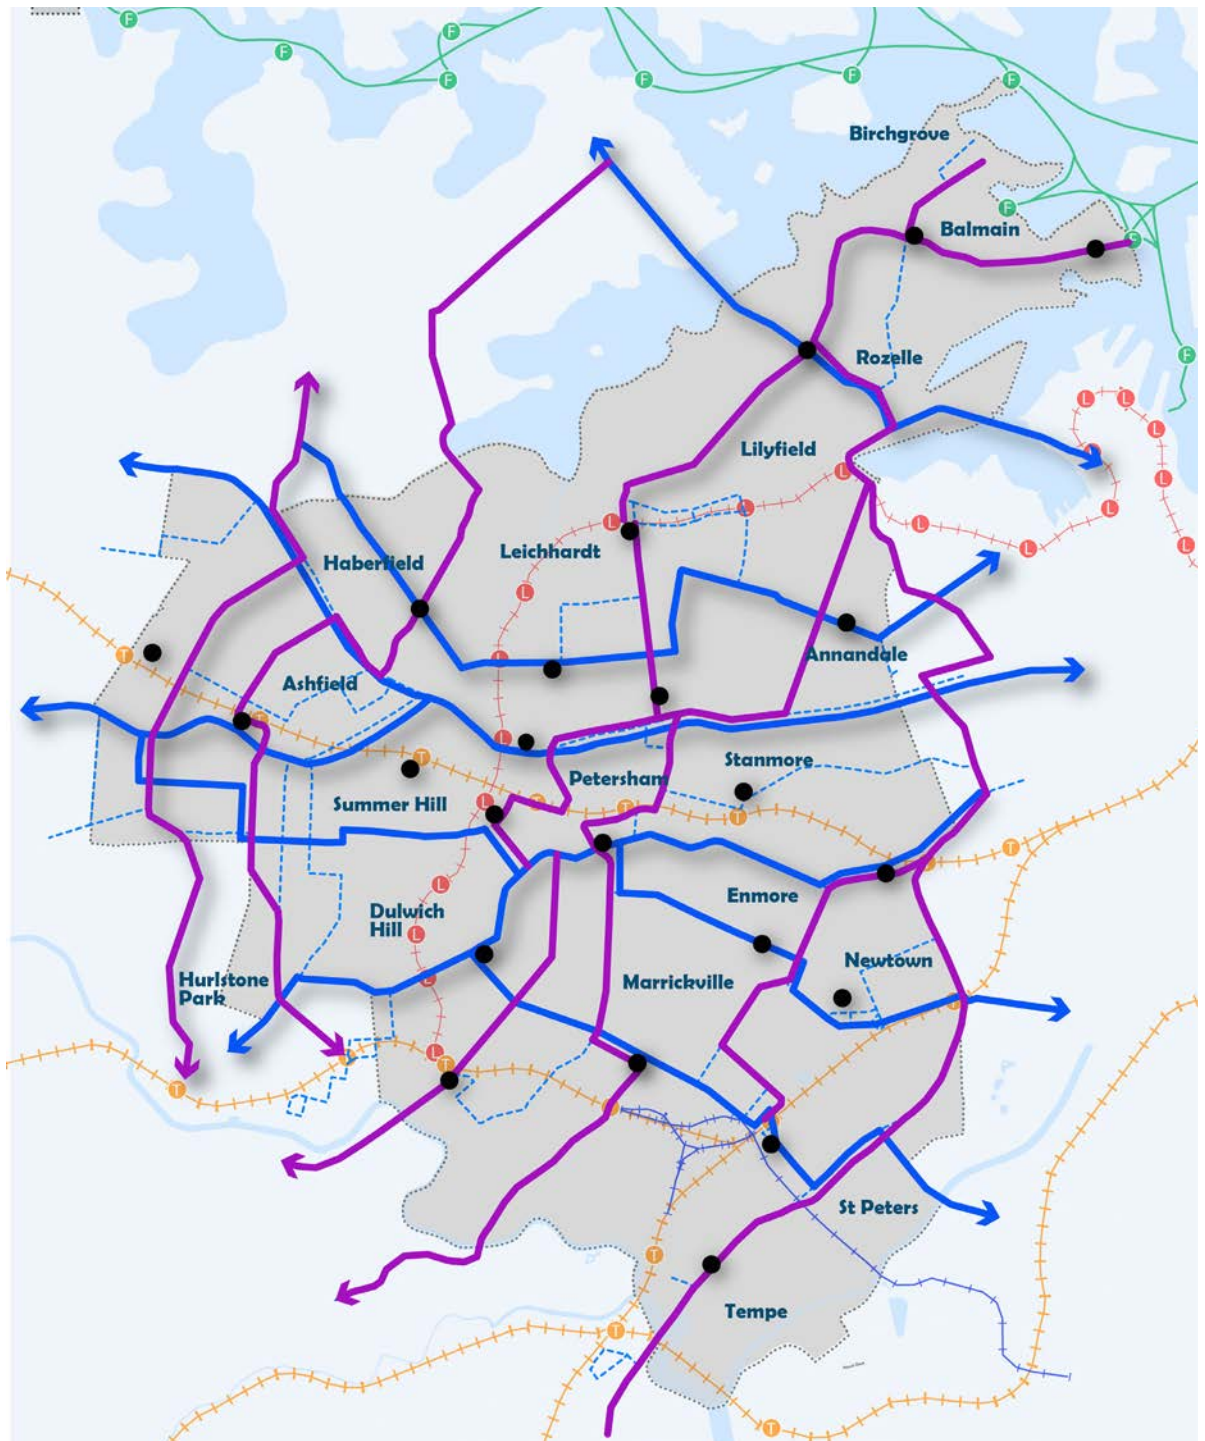 F
F
F
F
F
F
F
Birchgrove
F
Balmain
F
Rozelle
F
L
L
L
Lilyfield
L
L
L
L
L
L
L
L
L
Leichhardt
Haberfield
L
T
L
Annandale
Ashfield
T
L
T
Stanmore
Petersham
Summer Hill
L
T
T
T
T
T
L
Enmore
Dulwich
Hill
L
Newtown
Hurlstone
Park
L
Marrickville
T
L
T
T
T
T
T
St Peters
T
Tempe
T
T